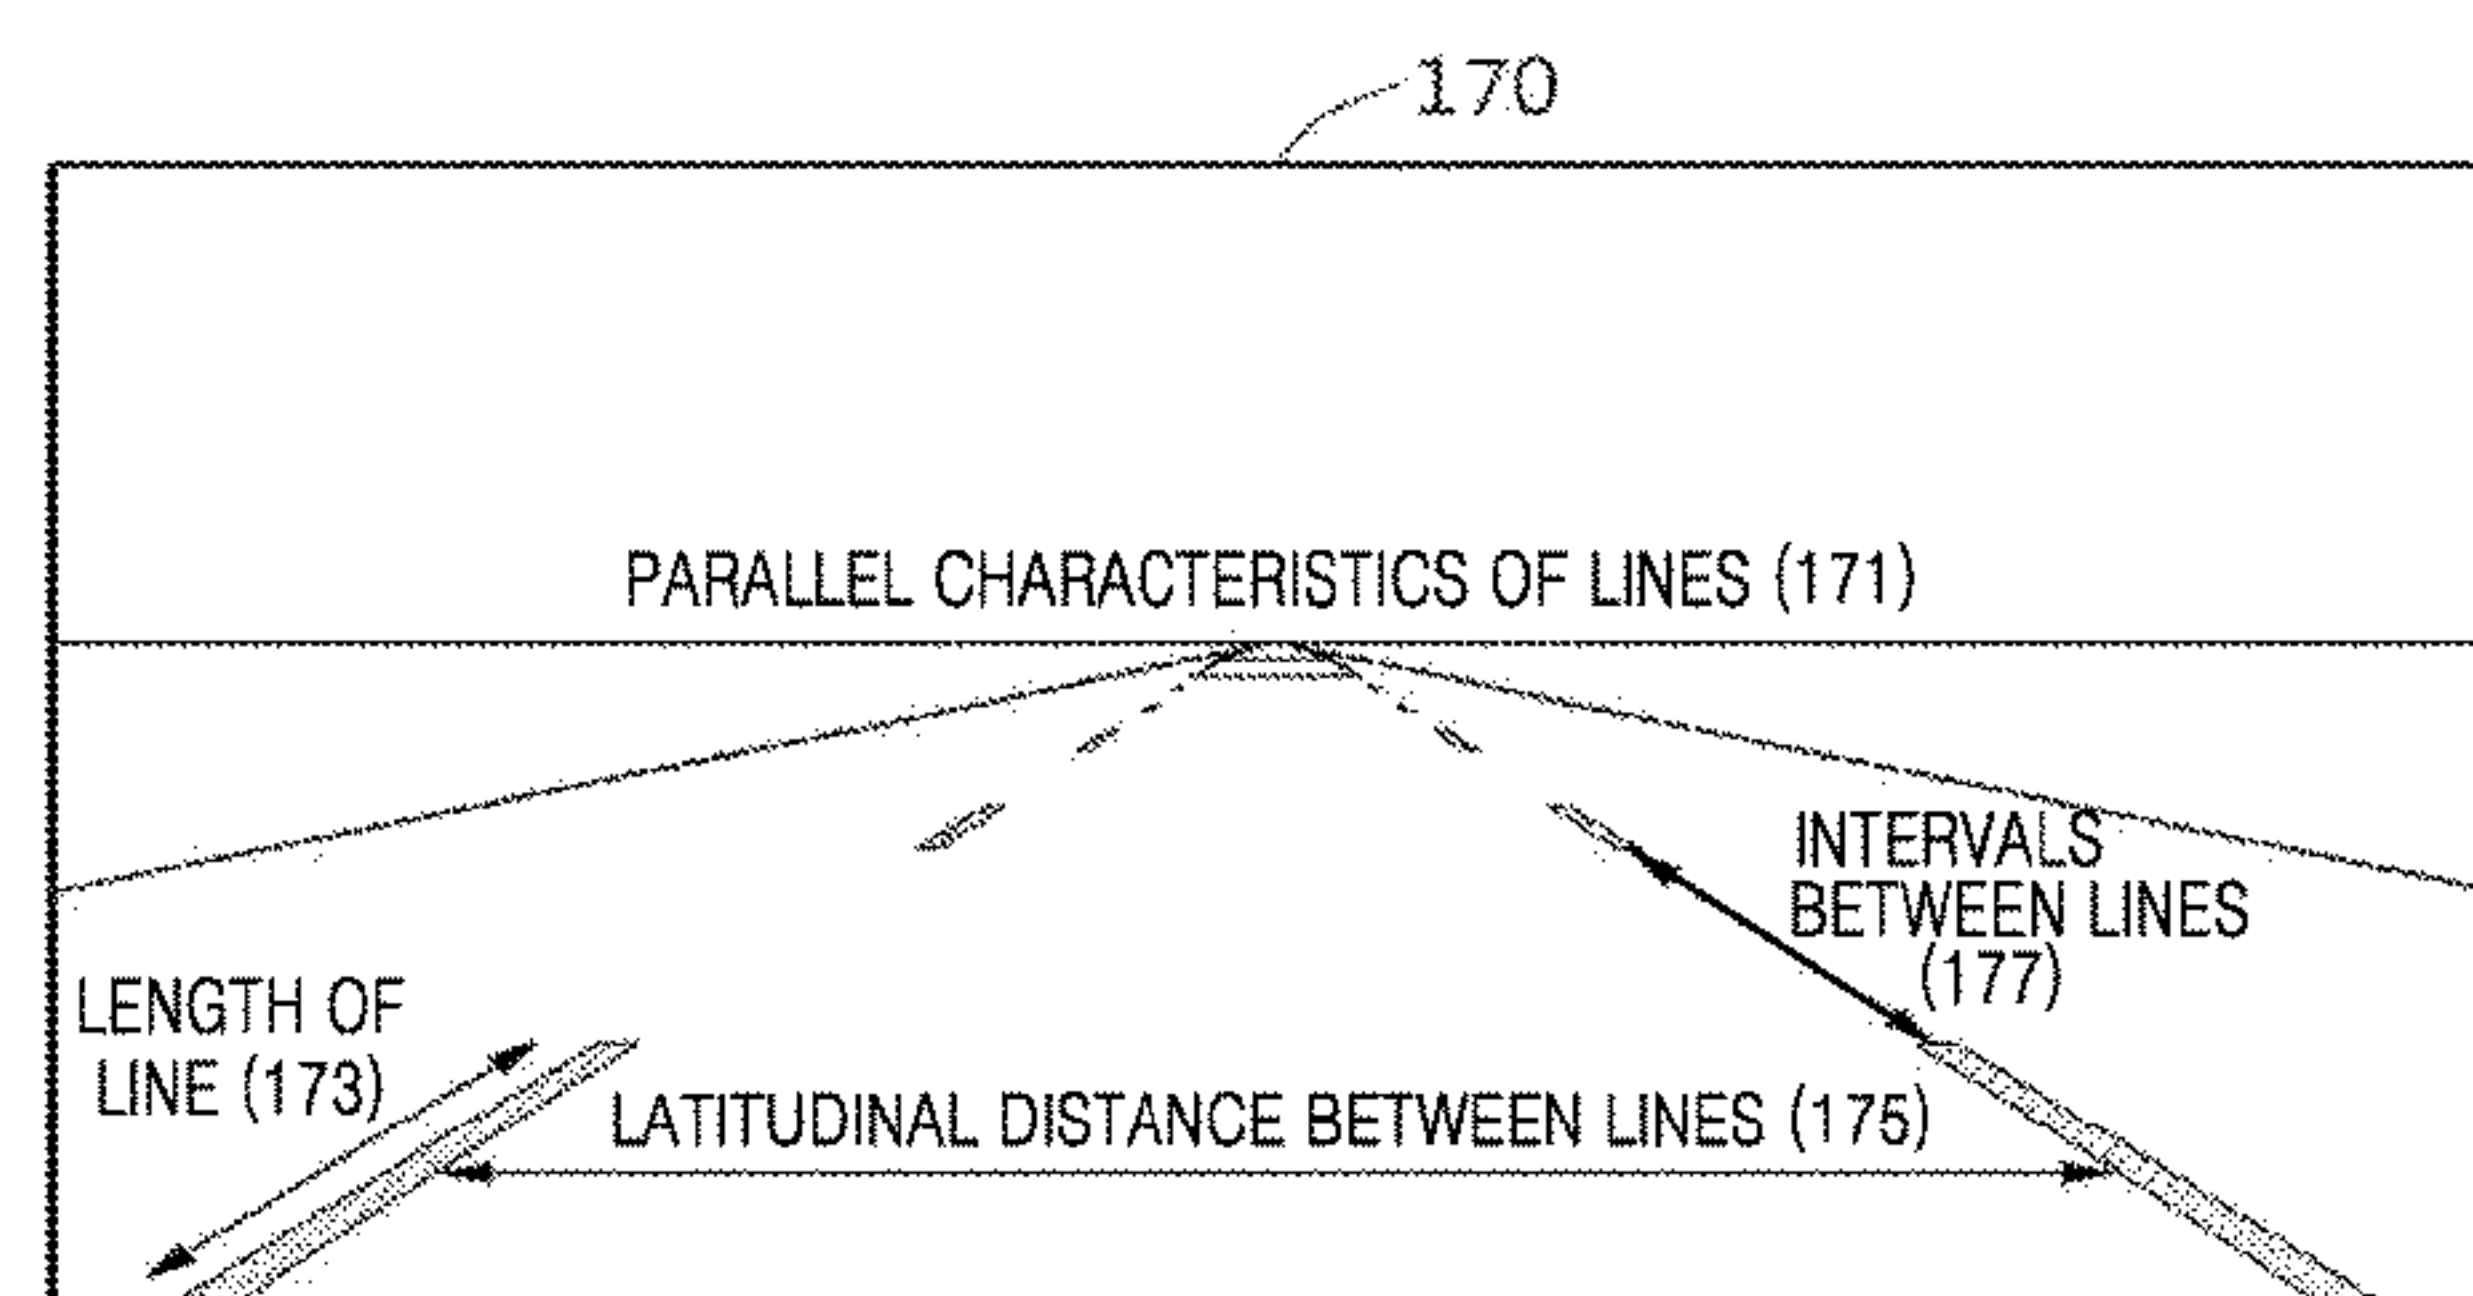 170
PARALLEL CHARACTERISTICS OF LINES (171)
INTERVALS
BETWEEN LINES
(177)
LENGTH OF
LINE (173)
LATITUDINAL DISTANCE BETWEEN LINES (175)